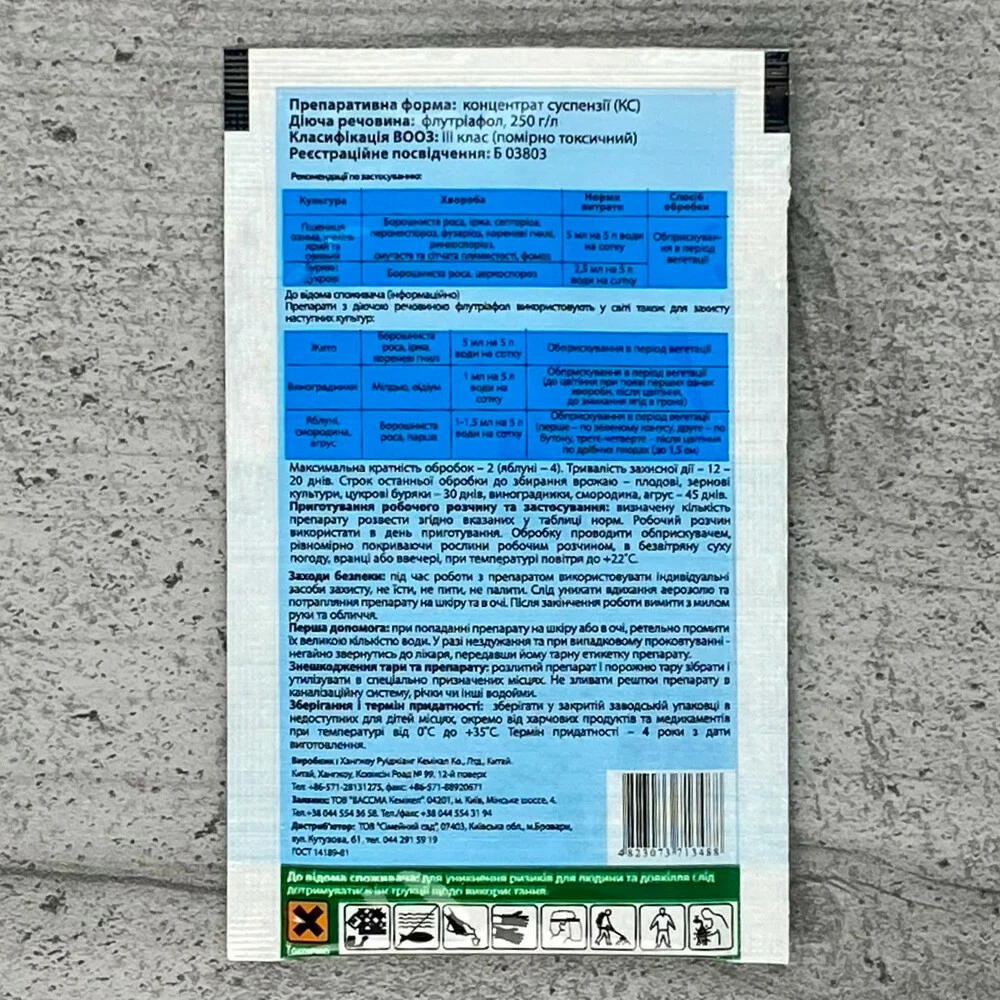 Препаративна форма: концентрат суспензії (КС)
Діюча речовина: флутріафол, 250 г/л
Класифікація ВООЗ: III клас (помірно токсичний)
Реєстраційне посвідчення: Б 03803
Рекомендації по застосуванню:
Культура Хвороба Норми витрати Спосіб обробки
Пшениця озима, ячмінь ярий та озимий
Борошниста роса, іржа, септоріоз,
пероноспороз, фузаріоз, кореневі гнилі,
ринхоспоріоз,
смугаста та сітчата плямистості, фомоз
5 мл на 5 л води
на сотку
Обприскуван-
ня в період
вегетації
Буряки
цукрові
Борошниста роса, церкоспороз
2,5 мл на 5 л
води на сотку
До відома споживача (інформаційно)
Препарати з діючою речовиною флутріафол використовують у світі також для захисту
наступних культур:
Жито
Борошниста
роса, іржа,
кореневі гнилі
5 мл на 5 л
води на сотку
Обприскування в період вегетації
Виноградники
Мілдью, оїдіум
1 мл на 5 л
води на
сотку
Обприскування в період вегетації
(до цвітіння при появі перших ознак
хвороби, після цвітіння,
до змикання ягід в грона)
Яблуні,
смородина,
агрус
Борошниста
роса, парша
1-1,5 мл на 5 л
води на сотку
Обприскування в період вегетації
(перше – по зеленому конусу, друге – по
бутону, третє-четверте - після цвітіння
по дрібних плодах (до 1,5 см)
Максимальна кратність обробок – 2 (яблуні – 4). Тривалість захисної дії – 12 –
20 днів. Строк останньої обробки до збирання врожаю – плодові, зернові
культури, цукрові буряки – 30 днів, виноградники, смородина, агрус – 45 днів.
Приготування робочого розчину та застосування: визначену кількість
препарату розвести згідно вказаних у таблиці норм. Робочий розчин
використати в день приготування. Обробку проводити обприскувачем,
рівномірно покриваючи рослини робочим розчином, в безвітряну суху
погоду, вранці або ввечері, при температурі повітря до +22˚С.
Заходи безпеки: під час роботи з препаратом використовувати індивідуальні
засоби захисту, не їсти, не пити, не палити. Слід уникати вдихання аерозолю та
потрапляння препарату на шкіру та в очі. Після закінчення роботи вимити з милом
руки та обличчя.
Перша допомога: при попаданні препарату на шкіру або в очі, ретельно промити
їх великою кількістю води. У разі нездужання та при випадковому проковтуванні -
негайно звернутись до лікаря, передавши йому тарну етикетку препарату.
Знешкодження тари та препарату: розлитий препарат і порожню тару зібрати і
утилізувати в спеціально призначених місцях. Не зливати рештки препарату в
каналізаційну систему, річки чи інші водойми.
Зберігання і термін придатності: зберігати у закритій заводській упаковці в
недоступних для дітей місцях, окремо від харчових продуктів та медикаментів
при температурі від 0˚С до +35˚С. Термін придатності – 4 роки з дати
виготовлення.
Виробник : Хангжоу Руіджіанг Кемікал Ко., Лтд., Китай.
Китай, Хангжоу, Ксіяксін Роад № 99, 12-й поверх
Тел: +86-571-28131275, факс: +86-571-88920671
Заявник: ТОВ "ВАССМА Кемікел". 04201, м. Київ, Мінське шоссе, 4.
Тел.+38 044 554 36 58. Тел./факс +38 044 554 31 94
Дистриб'ютор: ТОВ "Сімейний сад", 07403, Київська обл., м.Бровари,
вул. Кутузова, 61 , тел. 044 291 59 19
ГОСТ 14189-81
4 823073 713488
До відома споживача: для уникнення ризиків для людини та довкілля слід
дотримуватися інструкції щодо використання.
Токсично